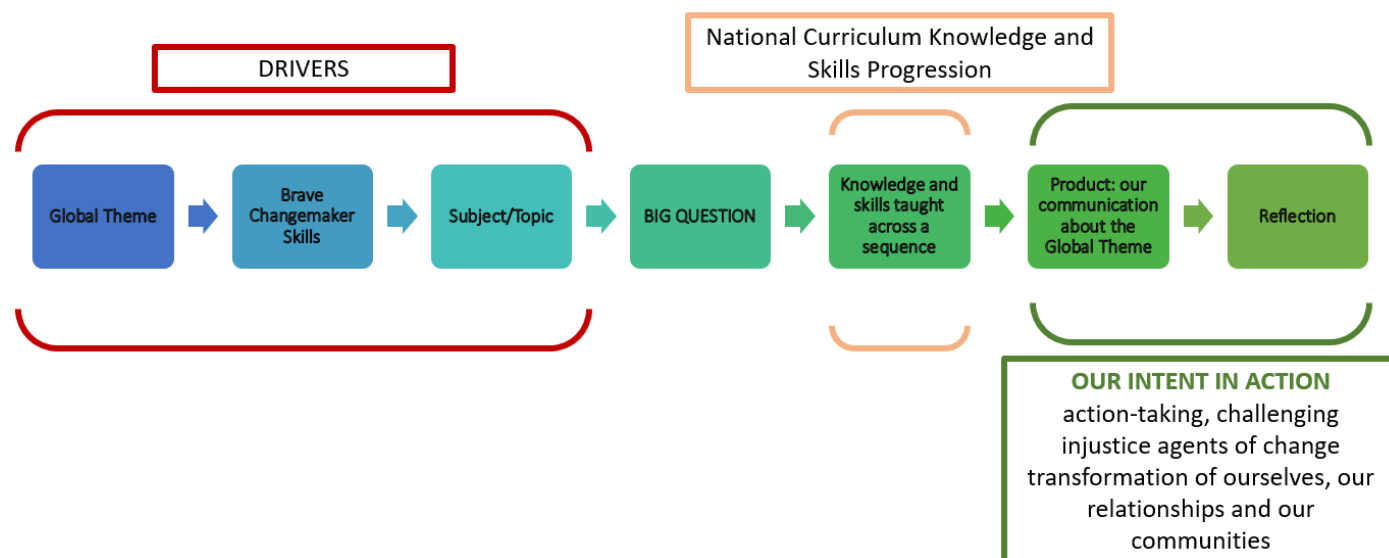 DRIVERS
National Curriculum Knowledge and
Skills Progression
Global Theme
Brave
Changemaker
Skills
Subject/Topic
BIG QUESTION
Knowledge and
skills taught
across a
sequence
Product: our
communication
about the
Global Theme
Reflection
OUR INTENT IN ACTION
action-taking, challenging
injustice agents of change
transformation of ourselves, our
relationships and our
communities